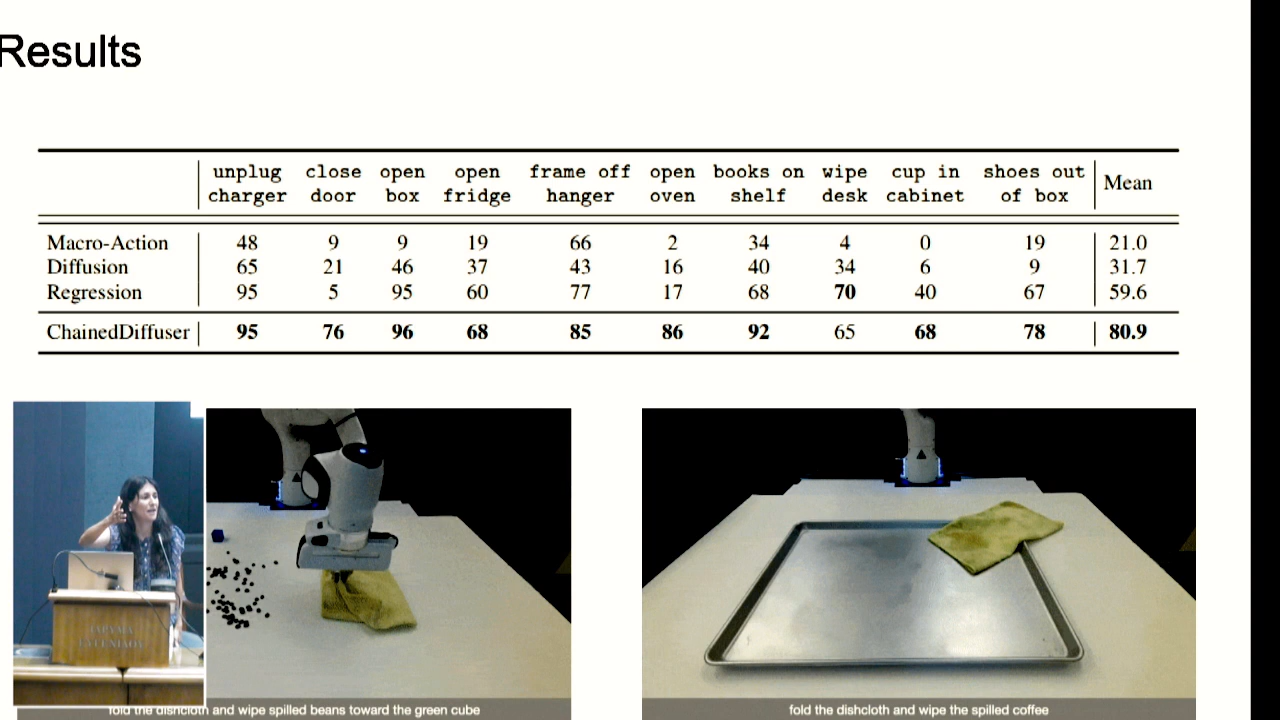 Results
unplug charger close door open box open fridge frame off hanger open oven books on shelf wipe desk cup in cabinet shoes out of box Mean
Macro-Action 48 9 9 19 66 2 34 4 0 19 21.0
Diffusion 65 21 46 37 43 16 40 34 6 9 31.7
Regression 95 5 95 60 77 17 68 70 40 67 59.6
ChainedDiffuser 95 76 96 68 85 86 92 65 68 78 80.9
fold the dishcloth and wipe spilled beans toward the green cube
fold the dishcloth and wipe the spilled coffee